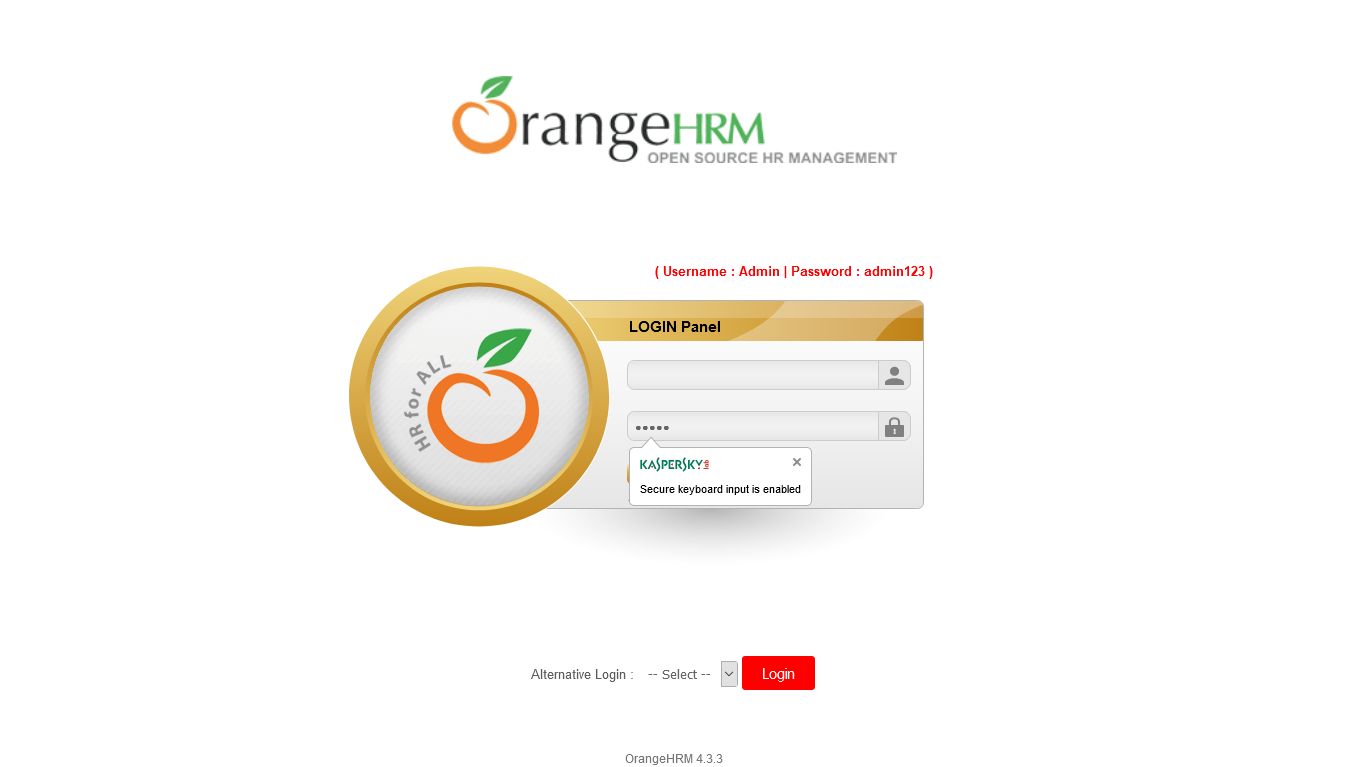 OrangeHRM
OPEN SOURCE HR MANAGEMENT
( Username : Admin | Password : admin123 )
HR for ALL
LOGIN Panel
•••••
KASPERSKY
Secure keyboard input is enabled
Alternative Login : -- Select -- Login
OrangeHRM 4.3.3